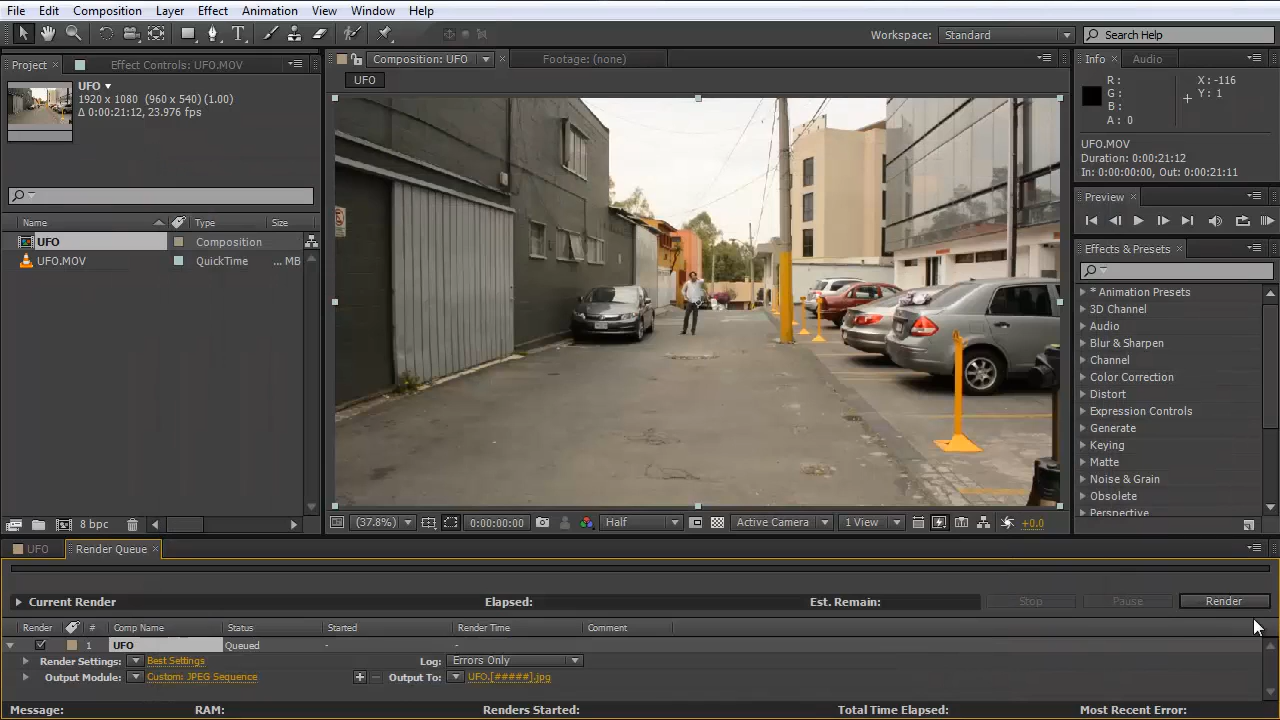 File Edit Composition Layer Effect Animation View Window Help
Workspace: Standard Search Help
Project Effect Controls: UFO.MOV
Composition: UFO Footage: (none)
Info Audio
UFO
UFO
1920 x 1080 (960 x 540) (1.00)
Δ 0:00:21:12, 23.976 fps
R:
G:
B:
A: 0
X: -116
Y: 1
UFO.MOV
Duration: 0:00:21:12
In: 0:00:00:00, Out: 0:00:21:11
Preview
Effects & Presets
Name Type Size
UFO Composition
UFO.MOV QuickTime ... MB
* Animation Presets
3D Channel
Audio
Blur & Sharpen
Channel
Color Correction
Distort
Expression Controls
Generate
Keying
Matte
Noise & Grain
Obsolete
Perspective
8 bpc
(37.8%) 0:00:00:00 Half Active Camera 1 View +0.0
UFO Render Queue
Current Render Elapsed: Est. Remain: Stop Pause Render
Render # Comp Name Status Started Render Time Comment
1 UFO Queued - -
Render Settings: Best Settings Log: Errors Only
Output Module: Custom: JPEG Sequence Output To: UFO.[#####].jpg
Message: RAM: Renders Started: Total Time Elapsed: Most Recent Error: